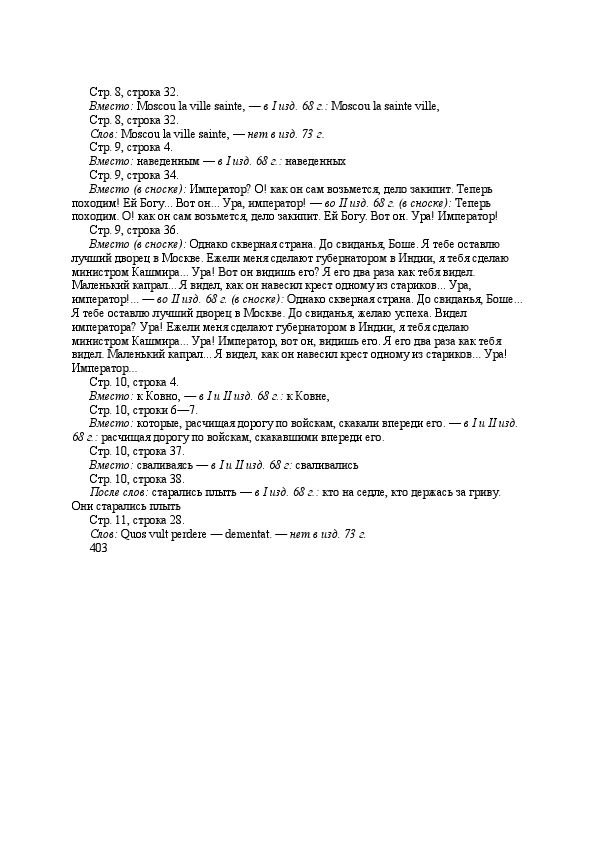 Стр. 8, строка 32.
Вместо: Moscou la ville sainte, — в I изд. 68 г.: Moscou la sainte ville,
Стр. 8, строка 32.
Слов: Moscou la ville sainte, — нет в изд. 73 г.
Стр. 9, строка 4.
Вместо: наведенным — в I изд. 68 г.: наведенных
Стр. 9, строка 34.
Вместо (в сноске): Император? О! как он сам возьмется, дело закипит. Теперь
походим! Ей Богу... Вот он... Ура, император! — во II изд. 68 г. (в сноске): Теперь
походим. О! как он сам возьмется, дело закипит. Ей Богу. Вот он. Ура! Император!
Стр. 9, строка 36.
Вместо (в сноске): Однако скверная страна. До свиданья, Боше. Я тебе оставлю
лучший дворец в Москве. Ежели меня сделают губернатором в Индии, я тебя сделаю
министром Кашмира... Ура! Вот он видишь его? Я его два раза как тебя видел.
Маленький капрал... Я видел, как он навесил крест одному из стариков... Ура,
император!... — во II изд. 68 г. (в сноске): Однако скверная страна. До свиданья, Боше...
Я тебе оставлю лучший дворец в Москве. До свиданья, желаю успеха. Видел
императора? Ура! Ежели меня сделают губернатором в Индии, я тебя сделаю
министром Кашмира... Ура! Император, вот он, видишь его. Я его два раза как тебя
видел. Маленький капрал... Я видел, как он навесил крест одному из стариков... Ура!
Император...
Стр. 10, строка 4.
Вместо: к Ковно, — в I и II изд. 68 г.: к Ковне,
Стр. 10, строки 6—7.
Вместо: которые, расчищая дорогу по войскам, скакали впереди его. — в I и II изд.
68 г.: расчищая дорогу по войскам, скакавшими впереди его.
Стр. 10, строка 37.
Вместо: сваливаясь — в I и II изд. 68 г: сваливались
Стр. 10, строка 38.
После слов: старались плыть — в I изд. 68 г.: кто на седле, кто держась за гриву.
Они старались плыть
Стр. 11, строка 28.
Слов: Quos vult perdere — dementat. — нет в изд. 73 г.
403